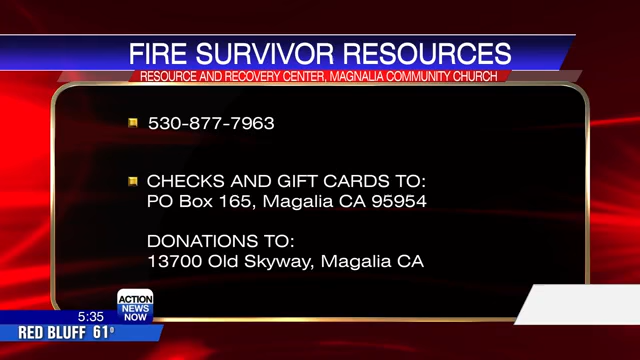 FIRE SURVIVOR RESOURCES
RESOURCE AND RECOVERY CENTER, MAGNALIA COMMUNITY CHURCH
530-877-7963
CHECKS AND GIFT CARDS TO:
PO Box 165, Magalia CA 95954
DONATIONS TO:
13700 Old Skyway, Magalia CA
5:35
ACTION
NEWS
NOW
RED BLUFF 61°